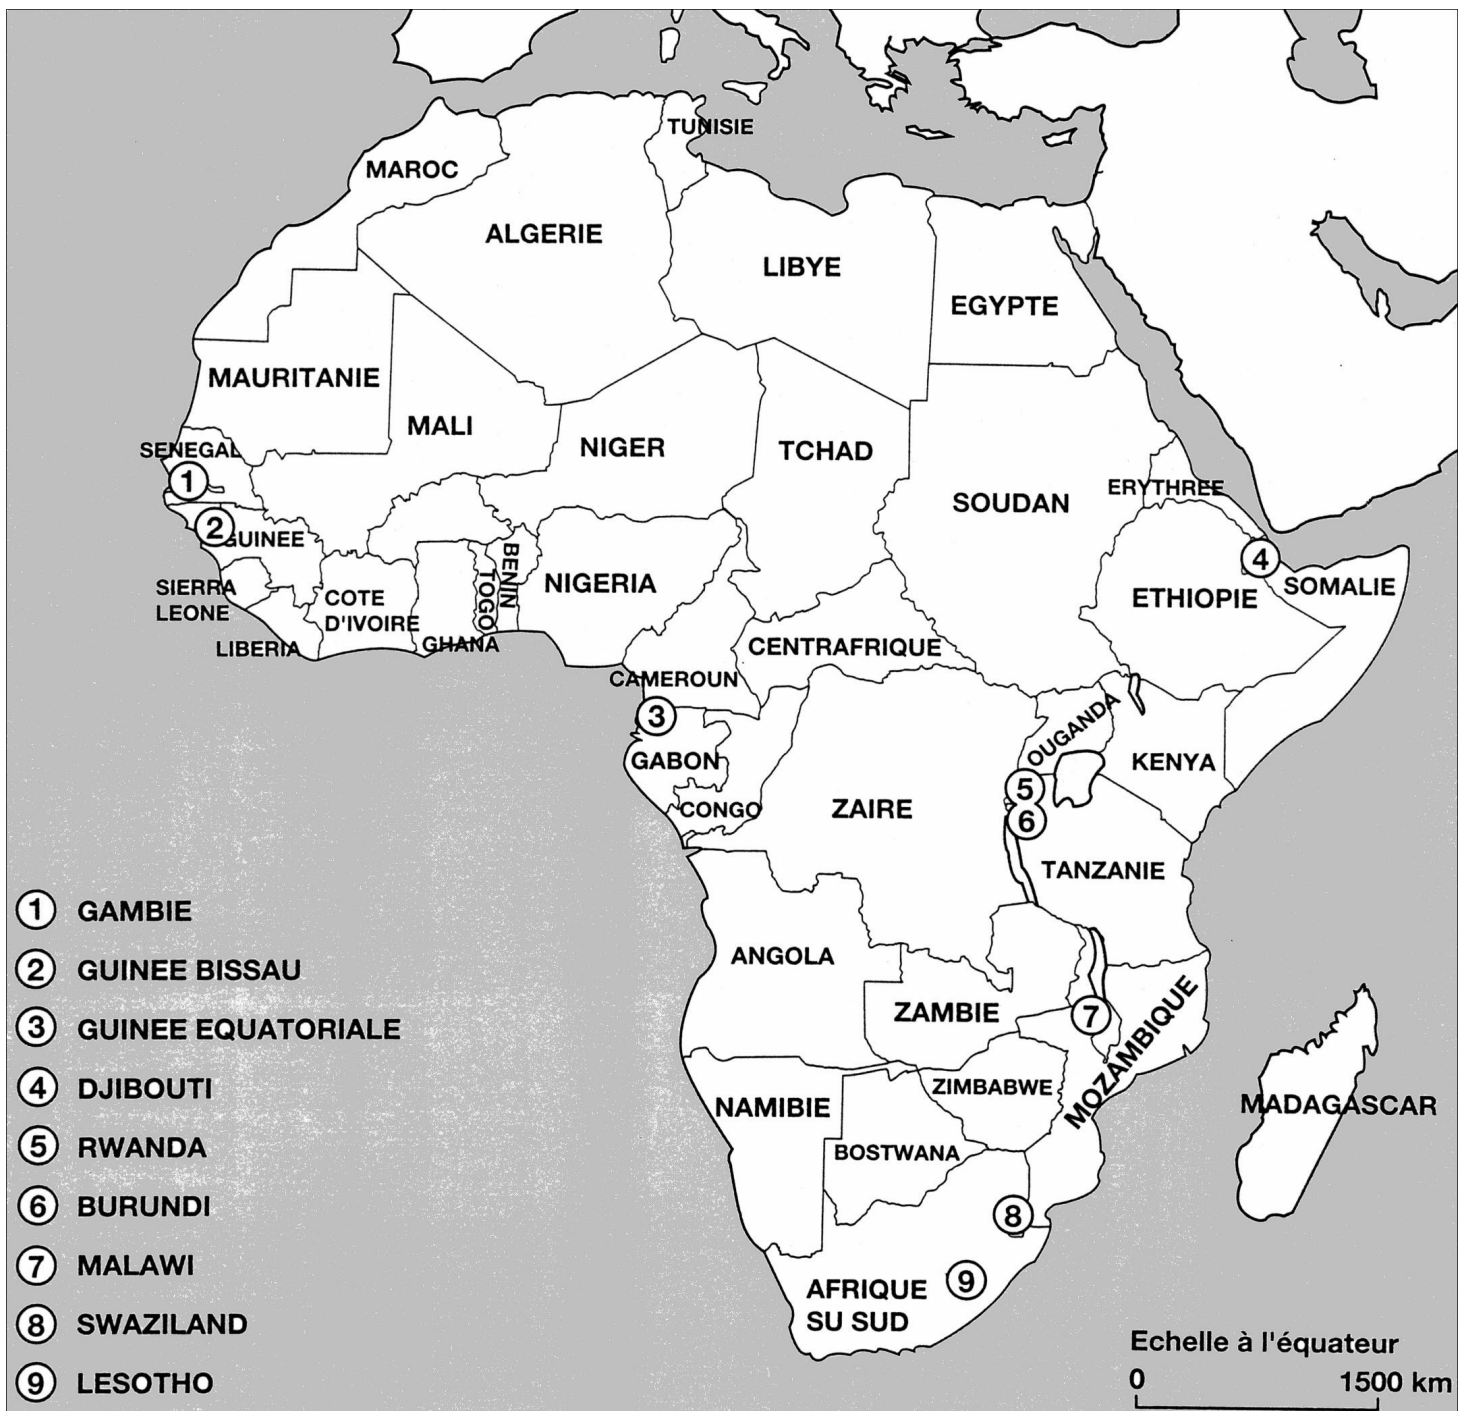 TUNISIE
MAROC
ALGERIE
LIBYE
EGYPTE
MAURITANIE
MALI
NIGER
TCHAD
SENEGAL
1
SOUDAN
ERYTHREE
2
GUINEE
4
SIERRA
LEONE
COTE
D'IVOIRE
LIBERIA
GHANA
TOGO
BENIN
NIGERIA
ETHIOPIE
SOMALIE
CENTRAFRIQUE
CAMEROUN
3
GABON
CONGO
ZAIRE
OUGANDA
KENYA
5
6
TANZANIE
ANGOLA
ZAMBIE
7
MOZAMBIQUE
ZIMBABWE
NAMIBIE
BOSTWANA
MADAGASCAR
8
9
AFRIQUE
SU SUD
1 GAMBIE
2 GUINEE BISSAU
3 GUINEE EQUATORIALE
4 DJIBOUTI
5 RWANDA
6 BURUNDI
7 MALAWI
8 SWAZILAND
9 LESOTHO
Echelle à l'équateur
0 1500 km